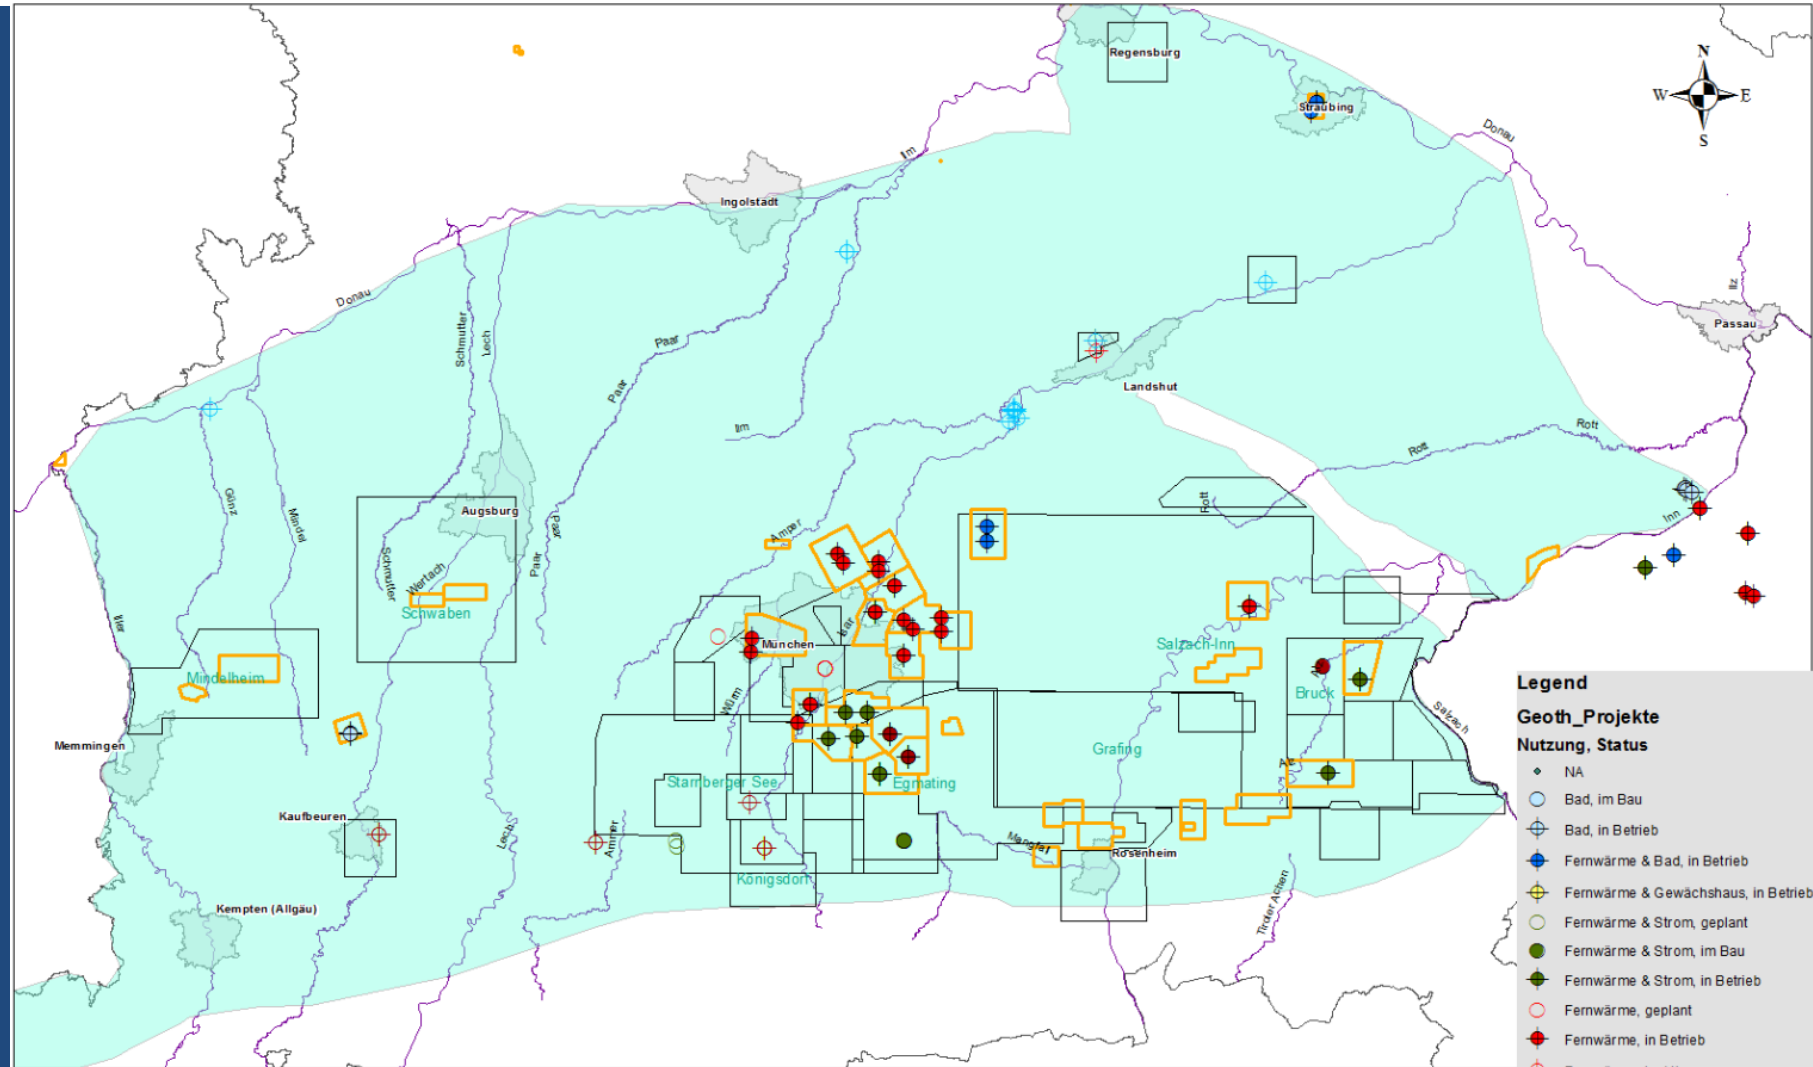 Regensburg
N
W
E
S
Straubing
Donau
Ilm
Ingolstadt
Donau
Ilz
Passau
Schmutter
Lech
Paar
Paar
Landshut
Ilm
Rott
Rott
Günz
Mindel
Augsburg
Paar
Paar
Rott
Inn
Amper
Schmutter
Wertach
Schwaben
Iller
Isar
München
Salzach-Inn
Mindelheim
Bruck
Würm
Salzach
Memmingen
Grafing
Starnberger See
Egmating
Alz
Kaufbeuren
Lech
Ammer
Mangfall
Rosenheim
Königsdorf
Kempten (Allgäu)
Tiroler Achen
Legend
Geoth_Projekte
Nutzung, Status
NA
Bad, im Bau
Bad, in Betrieb
Fernwärme & Bad, in Betrieb
Fernwärme & Gewächshaus, in Betrieb
Fernwärme & Strom, geplant
Fernwärme & Strom, im Bau
Fernwärme & Strom, in Betrieb
Fernwärme, geplant
Fernwärme, in Betrieb